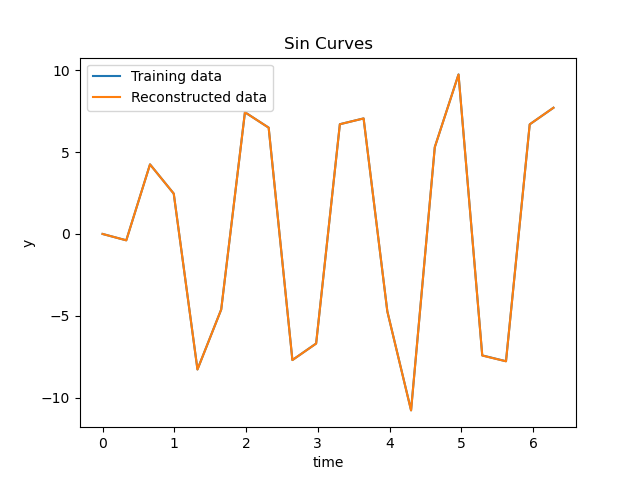 Sin Curves
Training data
Reconstructed data
10
5
0
−5
−10
y
0 1 2 3 4 5 6
time